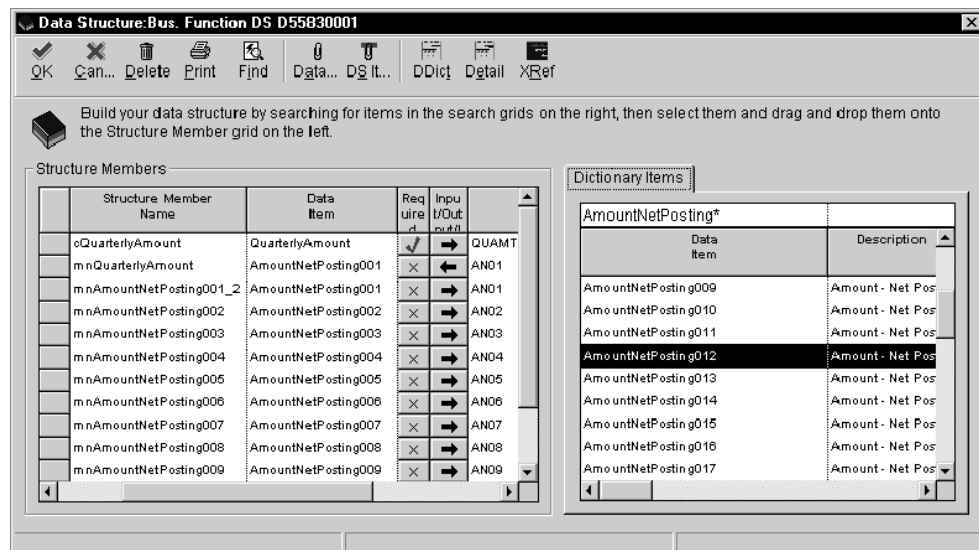 Data Structure:Bus. Function DS D55830001
OK Can... Delete Print Find Data... DS It... DDict Detail XRef
Build your data structure by searching for items in the search grids on the right, then select them and drag and drop them onto
the Structure Member grid on the left.
Structure Members
Structure Member Name Data Item Req uire d Inpu t/Out put/I
cQuarterlyAmount QuarterlyAmount QUAMT
mnQuarterlyAmount AmountNetPosting001 AN01
mnAmountNetPosting001_2 AmountNetPosting001 AN01
mnAmountNetPosting002 AmountNetPosting002 AN02
mnAmountNetPosting003 AmountNetPosting003 AN03
mnAmountNetPosting004 AmountNetPosting004 AN04
mnAmountNetPosting005 AmountNetPosting005 AN05
mnAmountNetPosting006 AmountNetPosting006 AN06
mnAmountNetPosting007 AmountNetPosting007 AN07
mnAmountNetPosting008 AmountNetPosting008 AN08
mnAmountNetPosting009 AmountNetPosting009 AN09
Dictionary Items
AmountNetPosting*
Data Item Description
AmountNetPosting009 Amount - Net Pos
AmountNetPosting010 Amount - Net Pos
AmountNetPosting011 Amount - Net Pos
AmountNetPosting012 Amount - Net Pos
AmountNetPosting013 Amount - Net Pos
AmountNetPosting014 Amount - Net Pos
AmountNetPosting015 Amount - Net Pos
AmountNetPosting016 Amount - Net Pos
AmountNetPosting017 Amount - Net Pos